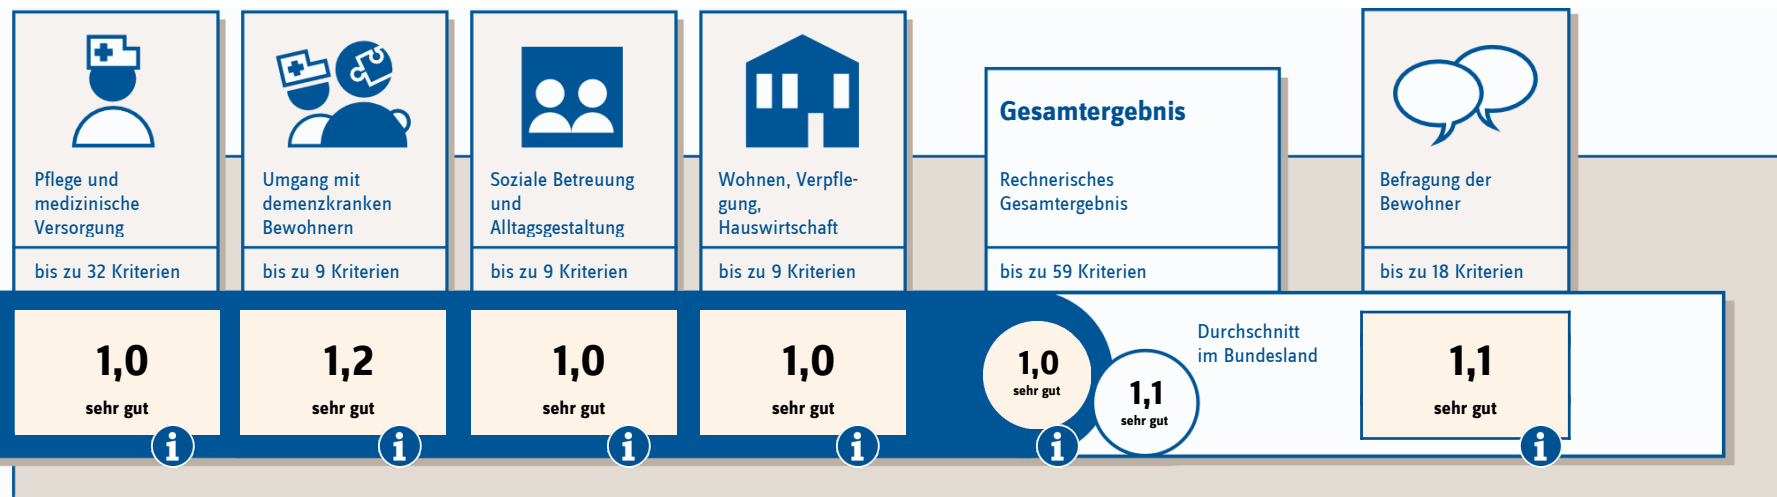 Pflege und
medizinische
Versorgung
bis zu 32 Kriterien
1,0
sehr gut
i
Umgang mit
demenzkranken
Bewohnern
bis zu 9 Kriterien
1,2
sehr gut
i
Soziale Betreuung
und
Alltagsgestaltung
bis zu 9 Kriterien
1,0
sehr gut
i
Wohnen, Verpfle-
gung,
Hauswirtschaft
bis zu 9 Kriterien
1,0
sehr gut
i
Gesamtergebnis
Rechnerisches
Gesamtergebnis
bis zu 59 Kriterien
1,0
sehr gut
i
Durchschnitt
im Bundesland
1,1
sehr gut
Befragung der
Bewohner
bis zu 18 Kriterien
1,1
sehr gut
i